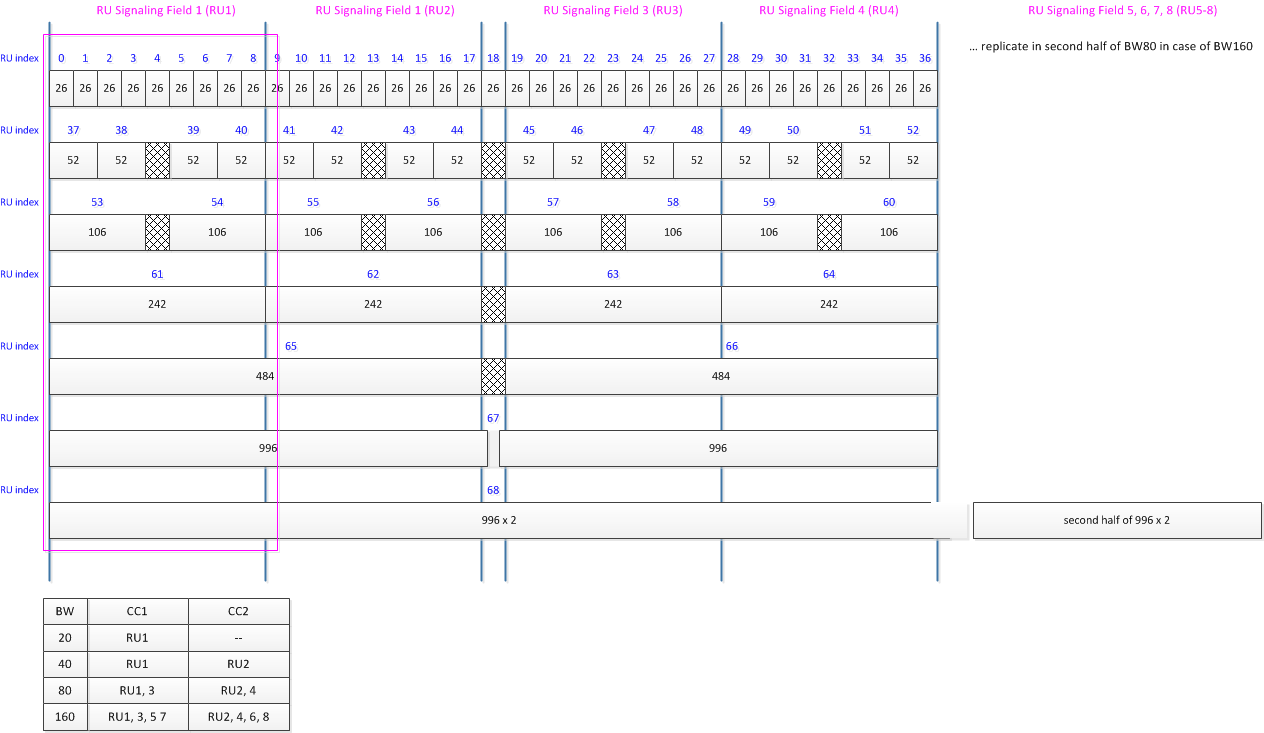 RU Signaling Field 1 (RU1) RU Signaling Field 1 (RU2) RU Signaling Field 3 (RU3) RU Signaling Field 4 (RU4) RU Signaling Field 5, 6, 7, 8 (RU5-8)
... replicate in second half of BW80 in case of BW160
RU index 0 1 2 3 4 5 6 7 8 9 10 11 12 13 14 15 16 17 18 19 20 21 22 23 24 25 26 27 28 29 30 31 32 33 34 35 36
26 26 26 26 26 26 26 26 26 26 26 26 26 26 26 26 26 26 26 26 26 26 26 26 26 26 26 26 26 26 26 26 26 26 26 26 26
RU index 37 38 39 40 41 42 43 44 45 46 47 48 49 50 51 52
52 52 52 52 52 52 52 52 52 52 52 52 52 52 52 52
RU index 53 54 55 56 57 58 59 60
106 106 106 106 106 106 106 106
RU index 61 62 63 64
242 242 242 242
RU index 65 66
484 484
RU index 67
996 996
RU index 68
996 x 2 second half of 996 x 2
BW CC1 CC2
20 RU1 --
40 RU1 RU2
80 RU1, 3 RU2, 4
160 RU1, 3, 5 7 RU2, 4, 6, 8